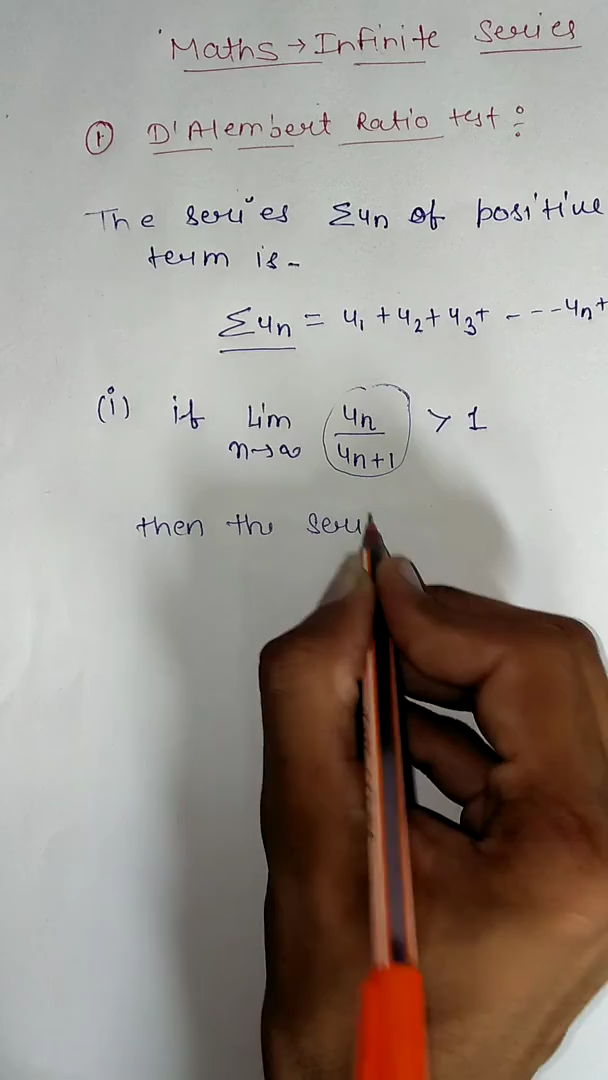 Maths → Infinite Series
① D'Alembert Ratio test :
The series Σun of positive
term is -
Σun = u1 + u2 + u3 + - - - un +
(i) if Lim n→∞ un/un+1 > 1
then the seri